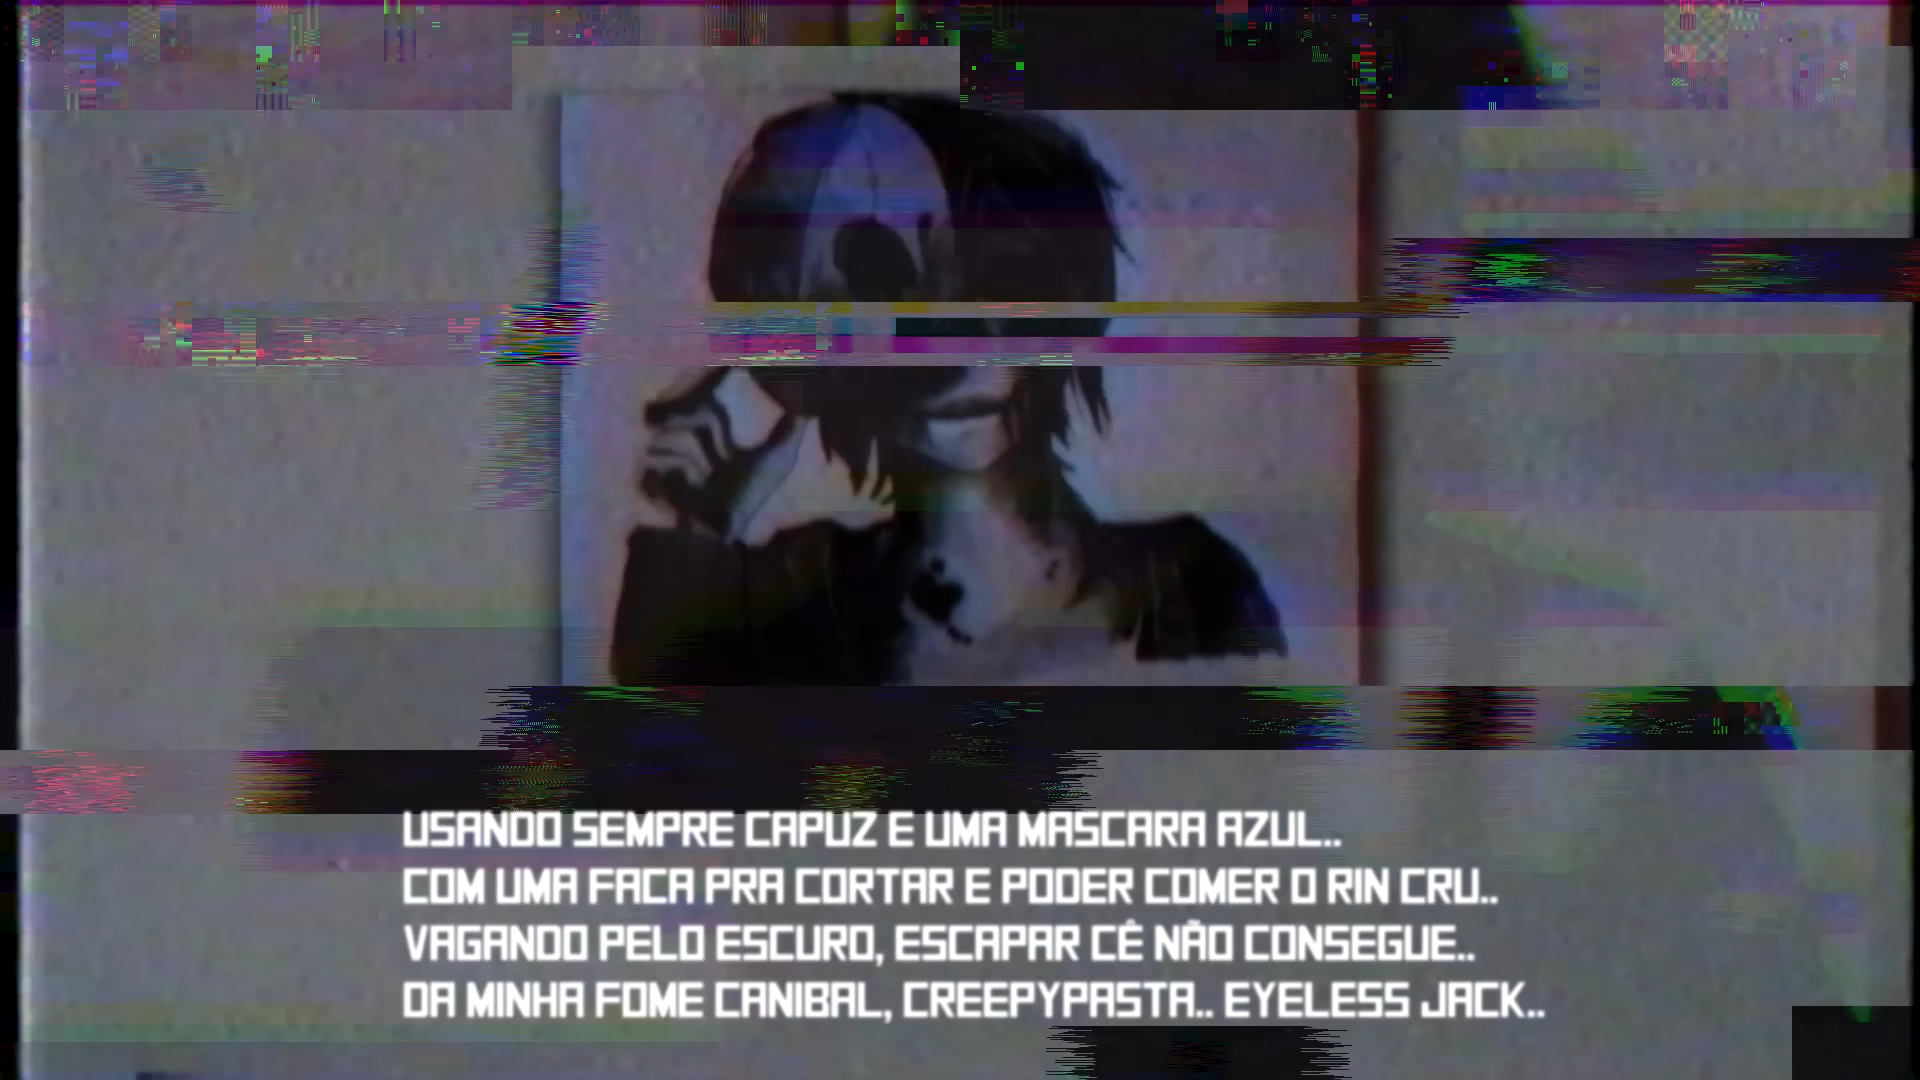 USANDO SEMPRE CAPUZ E UMA MASCARA AZUL..
COM UMA FACA PRA CORTAR E PODER COMER O RIN CRU..
VAGANDO PELO ESCURO, ESCAPAR CÊ NÃO CONSEGUE..
DA MINHA FOME CANIBAL, CREEPYPASTA.. EYELESS JACK..